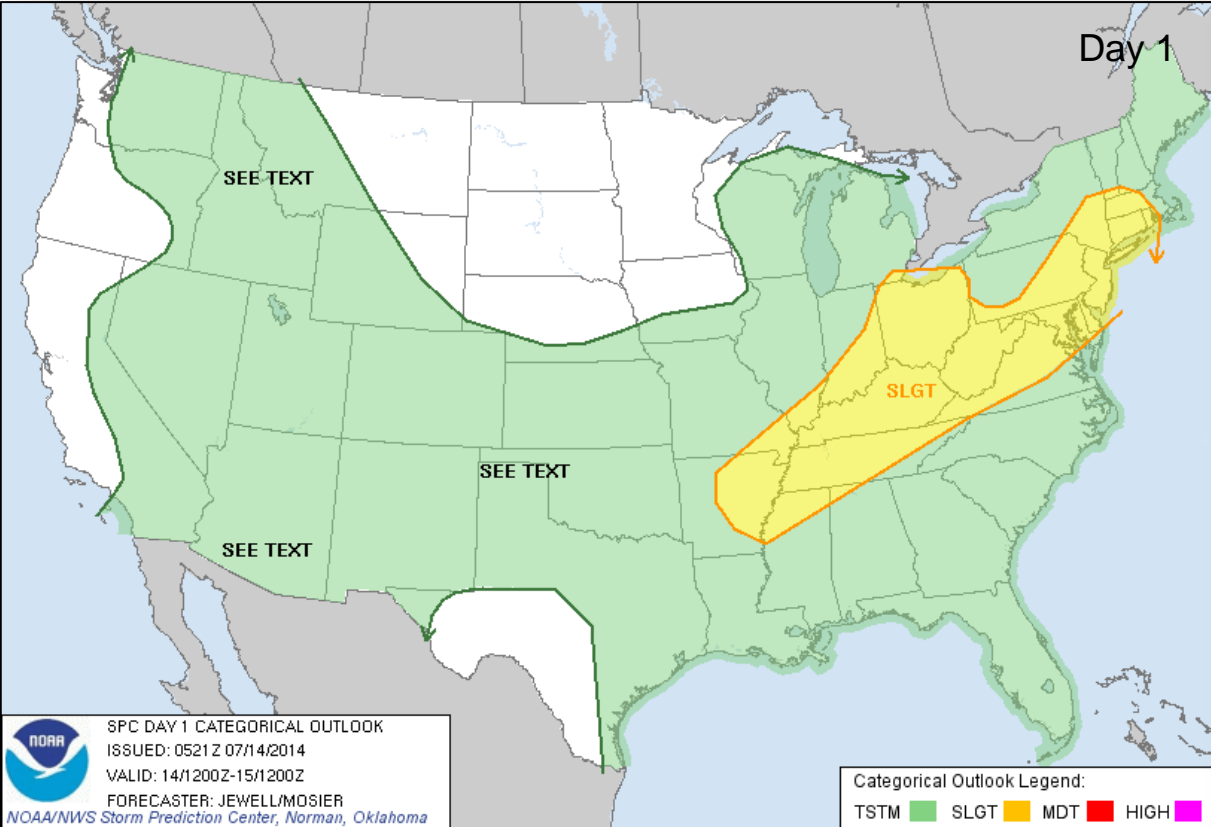 Day 1
SEE TEXT
SLGT
SEE TEXT
SEE TEXT
NOAA
SPC DAY 1 CATEGORICAL OUTLOOK
ISSUED: 0521Z 07/14/2014
VALID: 14/1200Z-15/1200Z
FORECASTER: JEWELL/MOSIER
NOAA/NWS Storm Prediction Center, Norman, Oklahoma
Categorical Outlook Legend:
TSTM SLGT MDT HIGH